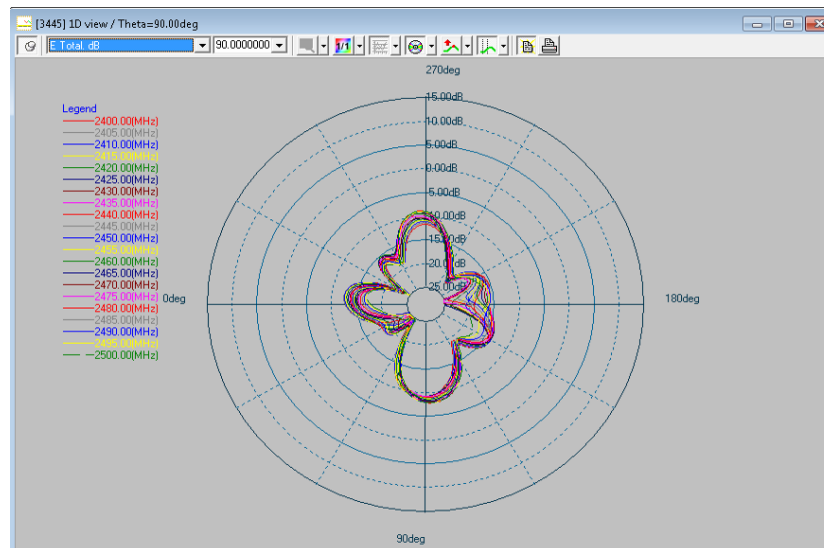 [3445] 1D view / Theta=90.00deg
E Total. dB
90.0000000
1/1
270deg
15.00dB
10.00dB
5.00dB
0.00dB
-5.00dB
-10.00dB
-15.00dB
-20.00dB
-25.00dB
0deg
180deg
90deg
Legend
2400.00(MHz)
2405.00(MHz)
2410.00(MHz)
2415.00(MHz)
2420.00(MHz)
2425.00(MHz)
2430.00(MHz)
2435.00(MHz)
2440.00(MHz)
2445.00(MHz)
2450.00(MHz)
2455.00(MHz)
2460.00(MHz)
2465.00(MHz)
2470.00(MHz)
2475.00(MHz)
2480.00(MHz)
2485.00(MHz)
2490.00(MHz)
2495.00(MHz)
2500.00(MHz)